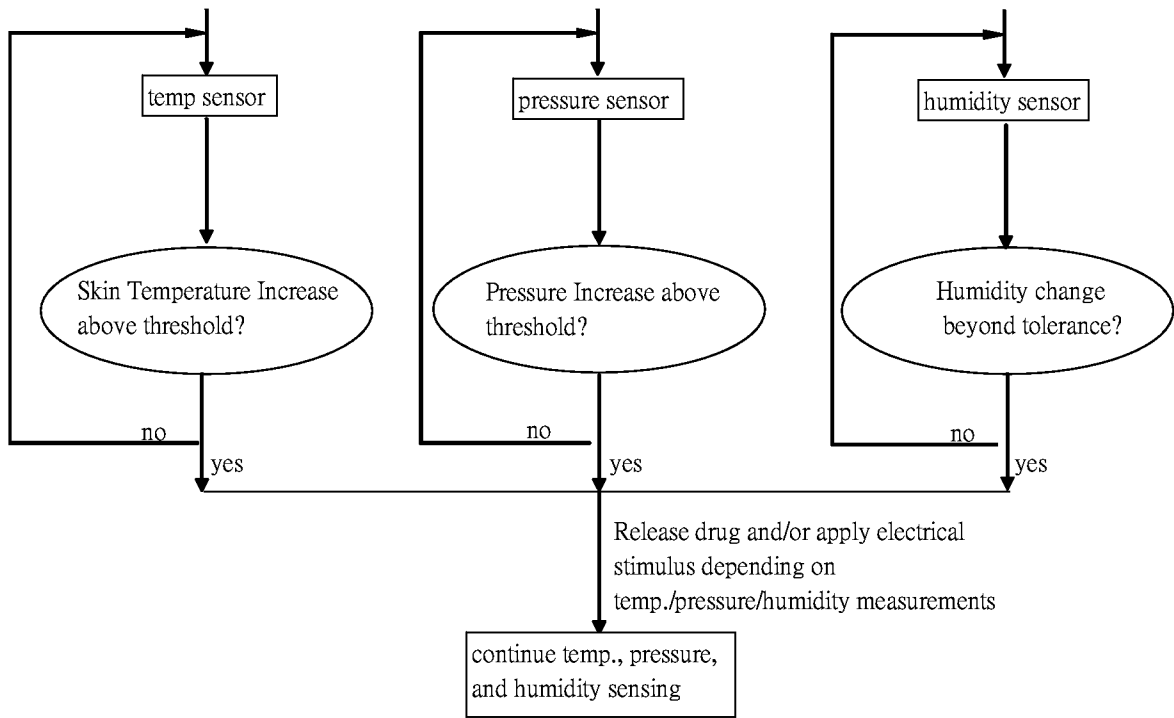 temp sensor
pressure sensor
humidity sensor
Skin Temperature Increase
above threshold?
Pressure Increase above
threshold?
Humidity change
beyond tolerance?
no
yes
no
yes
no
yes
Release drug and/or apply electrical
stimulus depending on
temp./pressure/humidity measurements
continue temp., pressure,
and humidity sensing